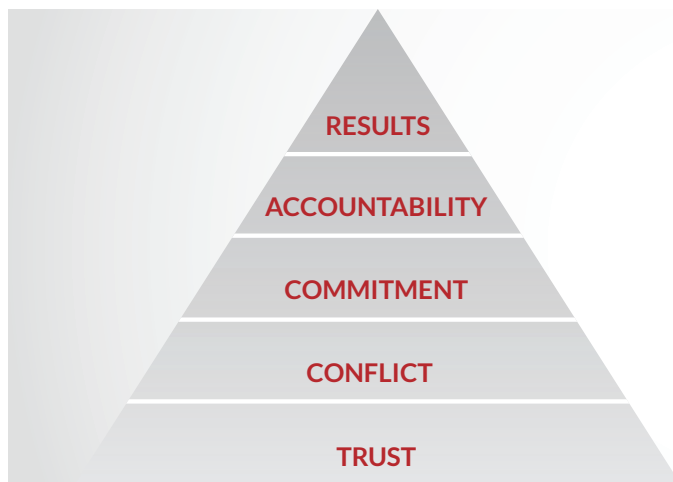 RESULTS
ACCOUNTABILITY
COMMITMENT
CONFLICT
TRUST